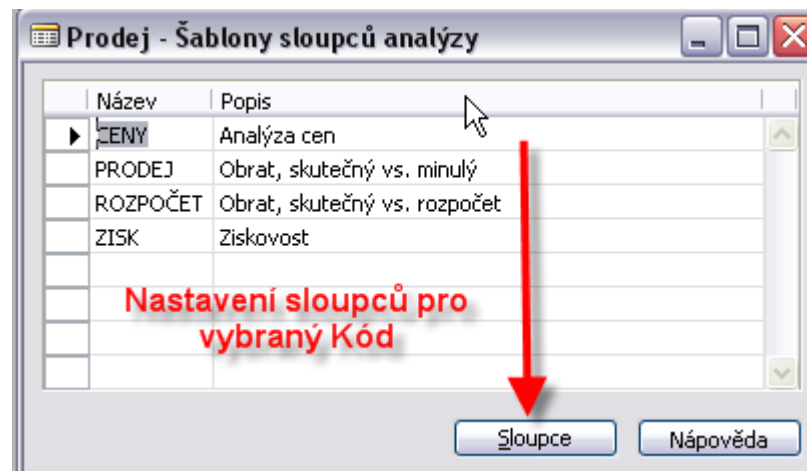 Prodej - Šablony sloupců analýzy
Název Popis
CENY Analýza cen
PRODEJ Obrat, skutečný vs. minulý
ROZPOČET Obrat, skutečný vs. rozpočet
ZISK Ziskovost
Nastavení sloupců pro
vybraný Kód
Sloupce Nápověda